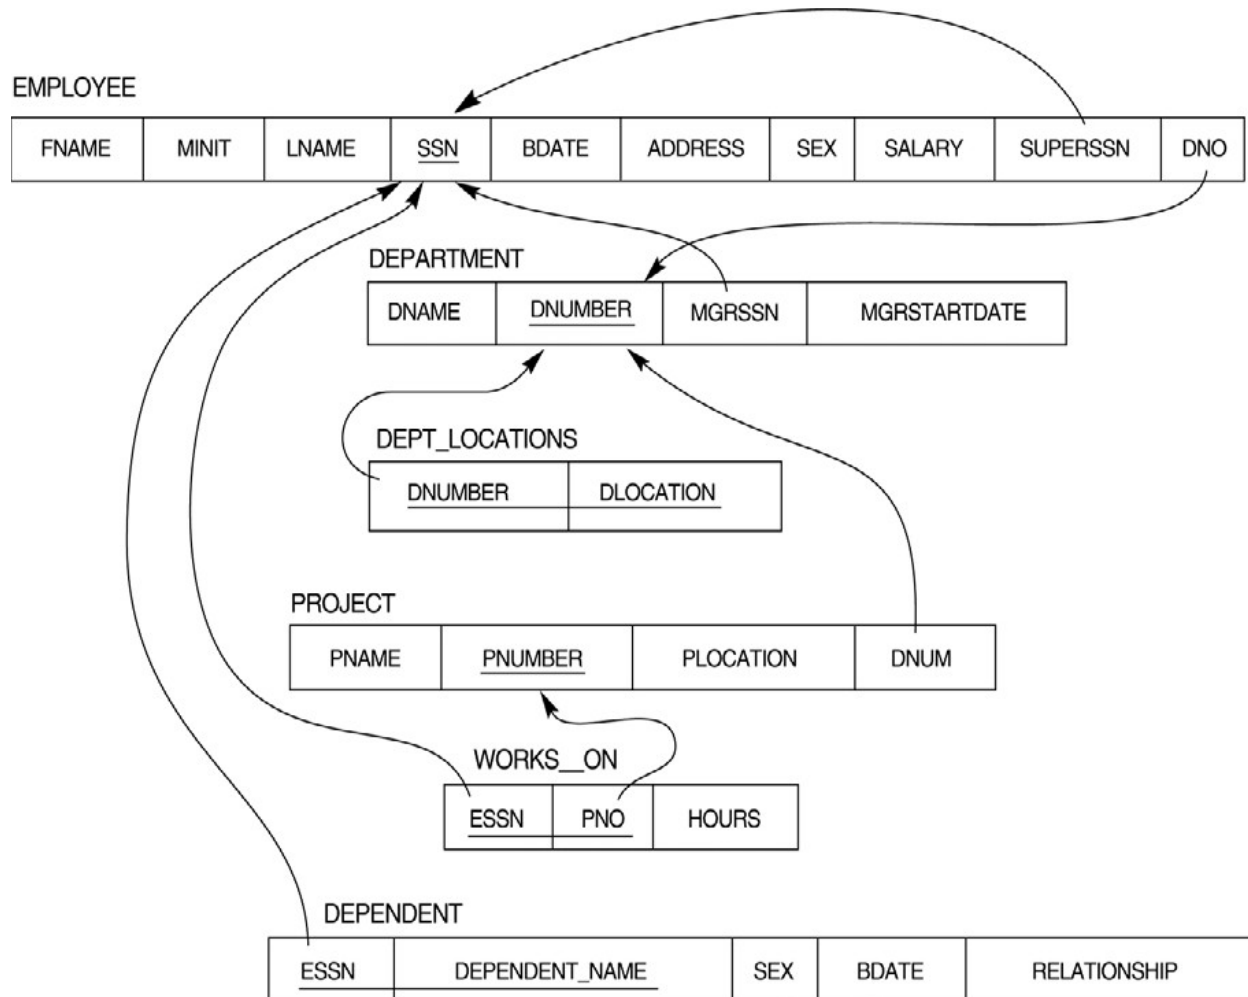 EMPLOYEE
FNAME MINIT LNAME SSN BDATE ADDRESS SEX SALARY SUPERSSN DNO
DEPARTMENT
DNAME DNUMBER MGRSSN MGRSTARTDATE
DEPT_LOCATIONS
DNUMBER DLOCATION
PROJECT
PNAME PNUMBER PLOCATION DNUM
WORKS__ON
ESSN PNO HOURS
DEPENDENT
ESSN DEPENDENT_NAME SEX BDATE RELATIONSHIP